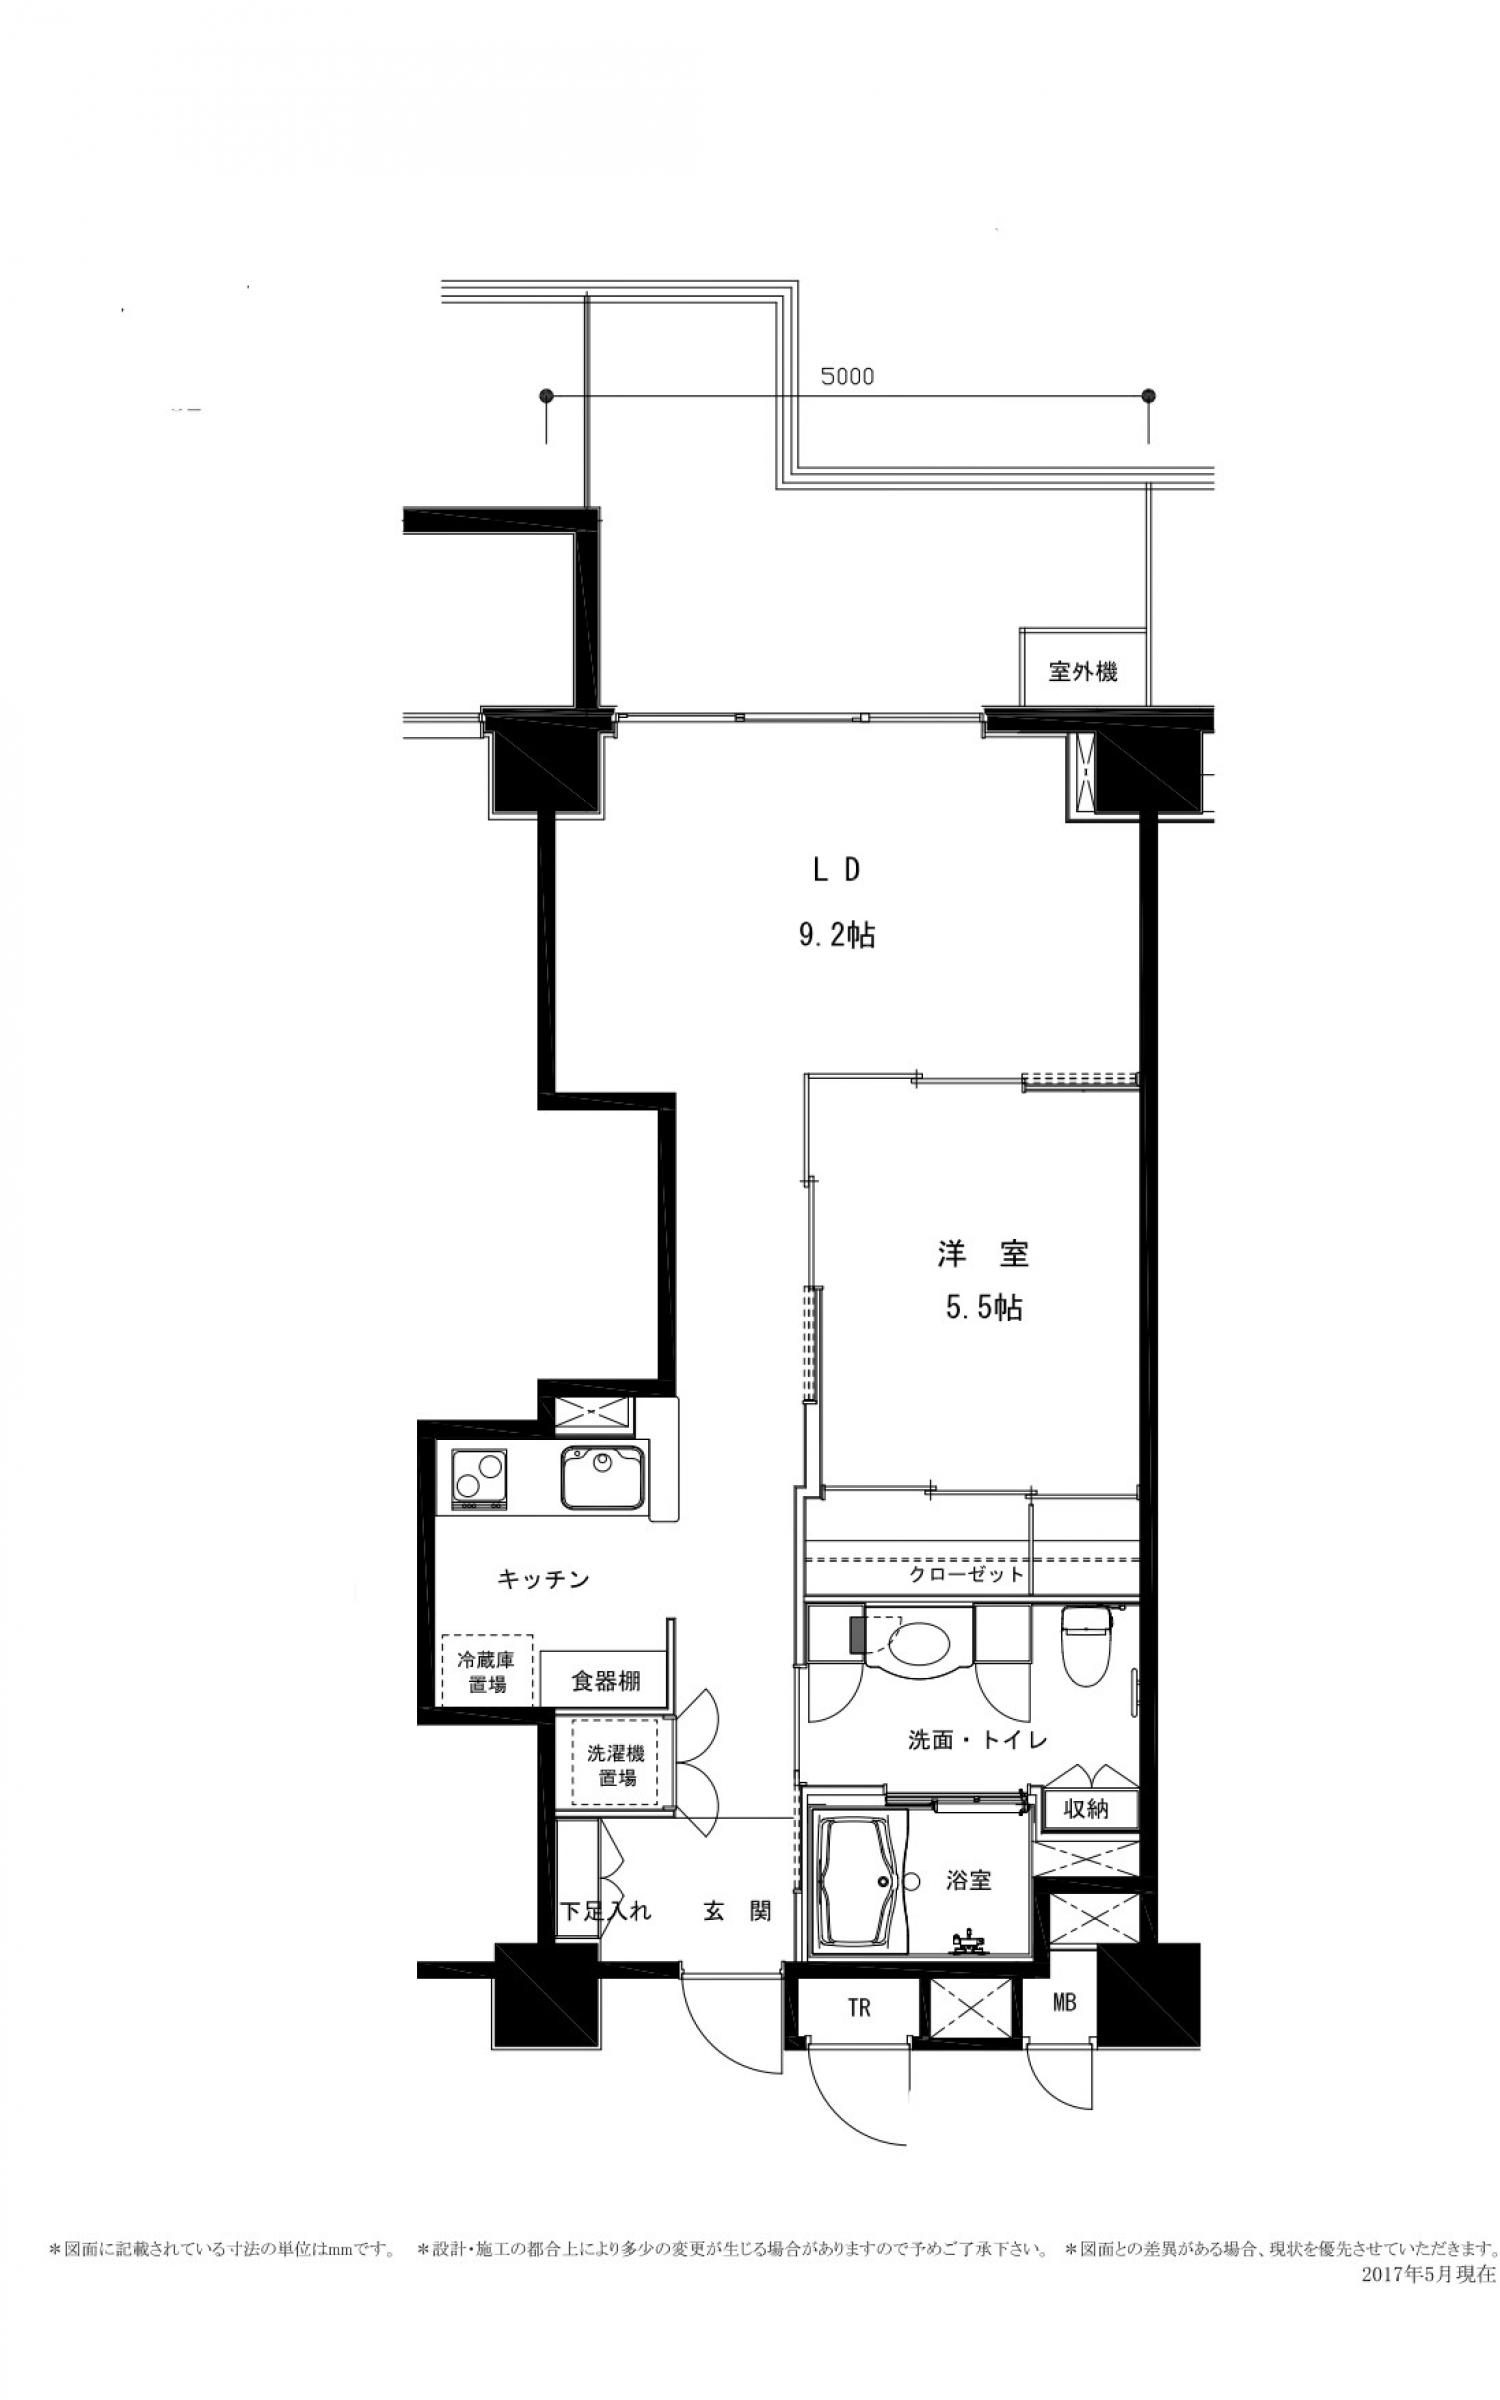 5000
室外機
LD
9.2帖
洋 室
5.5帖
キッチン
クローゼット
冷蔵庫
置場
食器棚
洗面・トイレ
洗濯機
置場
収納
浴室
下足入れ
玄 関
TR
MB
*図面に記載されている寸法の単位はmmです。 *設計・施工の都合上により多少の変更が生じる場合がありますので予めご了承下さい。 *図面との差異がある場合、現状を優先させていただきます。
2017年5月現在